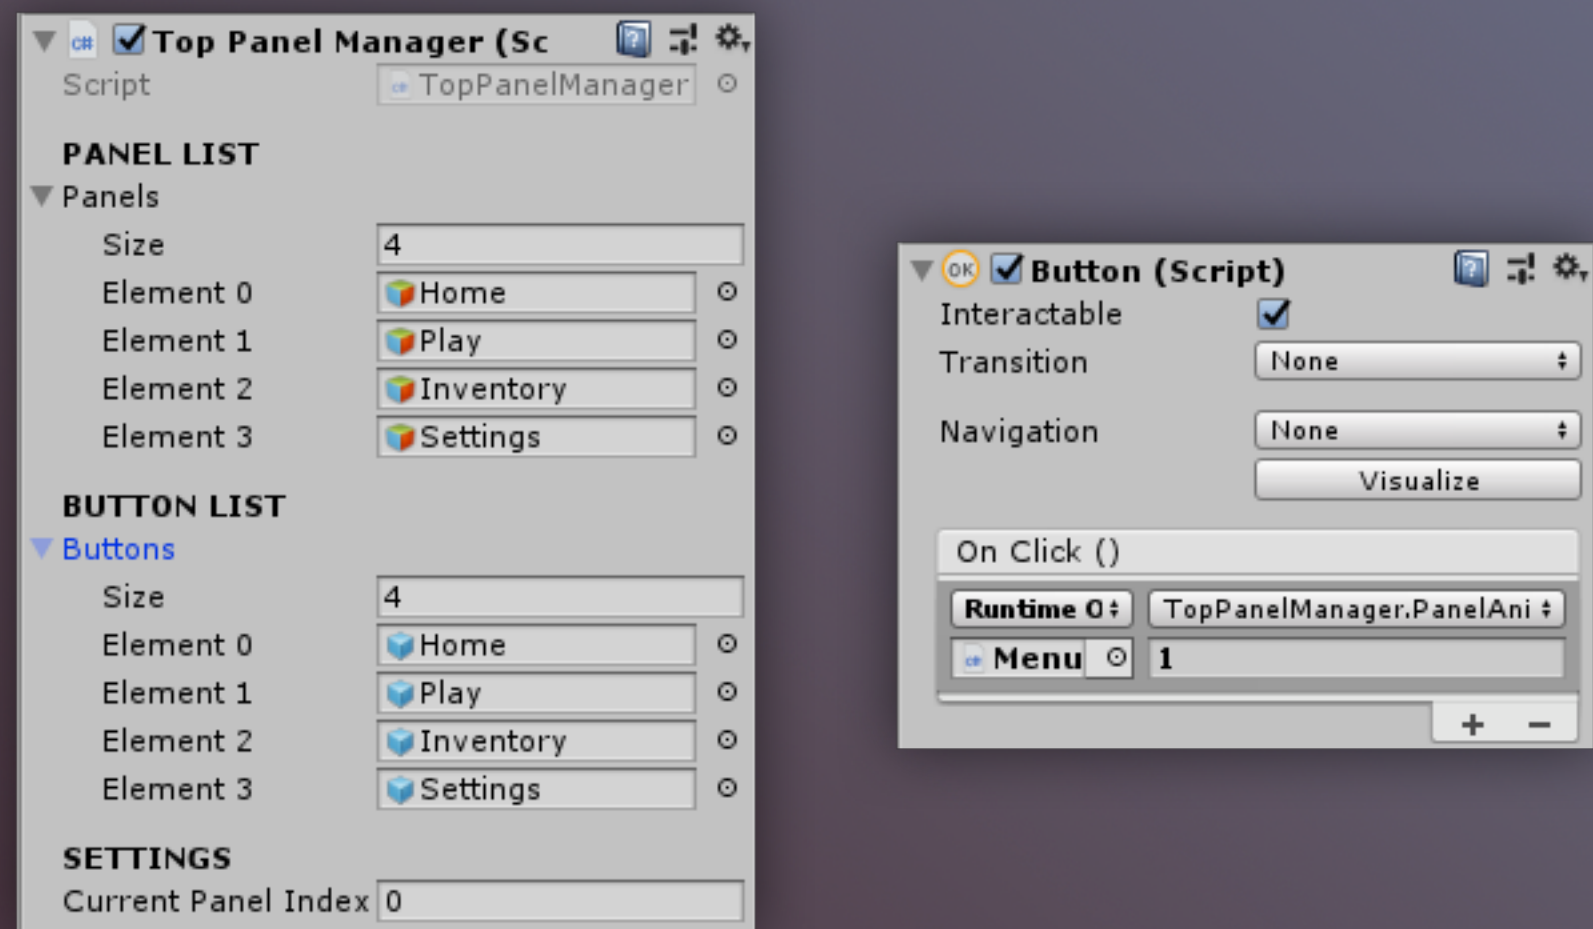 Top Panel Manager (Sc
Script TopPanelManager
PANEL LIST
Panels
Size 4
Element 0 Home
Element 1 Play
Element 2 Inventory
Element 3 Settings
BUTTON LIST
Buttons
Size 4
Element 0 Home
Element 1 Play
Element 2 Inventory
Element 3 Settings
SETTINGS
Current Panel Index 0
OK Button (Script)
Interactable
Transition None
Navigation None
Visualize
On Click ()
Runtime O TopPanelManager.PanelAni
Menu 1